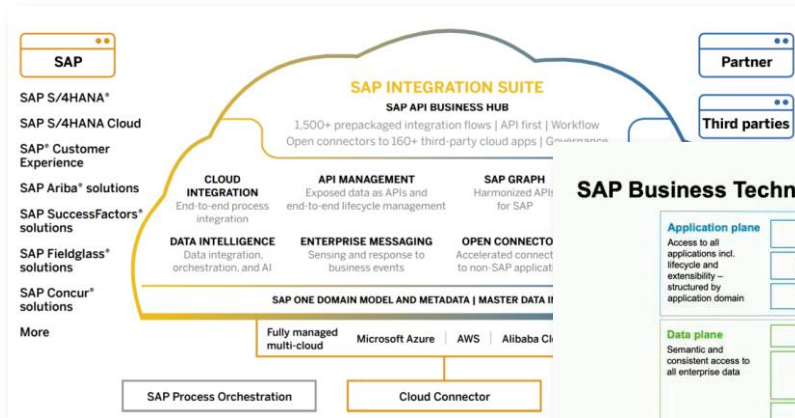 SAP
SAP S/4HANA®
SAP S/4HANA Cloud
SAP® Customer
Experience
SAP Ariba® solutions
SAP SuccessFactors®
solutions
SAP Fieldglass®
solutions
SAP Concur®
solutions
More
SAP INTEGRATION SUITE
SAP API BUSINESS HUB
1,500+ prepackaged integration flows | API first | Workflow
Open connectors to 160+ third-party cloud apps | Governance
CLOUD
INTEGRATION
End-to-end process
integration
API MANAGEMENT
Exposed data as APIs and
end-to-end lifecycle management
SAP GRAPH
Harmonized APIs
for SAP
DATA INTELLIGENCE
Data integration,
orchestration, and AI
ENTERPRISE MESSAGING
Sensing and response to
business events
OPEN CONNECTO
Accelerated connect
to non-SAP applicati
SAP ONE DOMAIN MODEL AND METADATA | MASTER DATA IN
Fully managed
multi-cloud
Microsoft Azure | AWS | Alibaba Cl
SAP Process Orchestration
Cloud Connector
Partner
Third parties
SAP Business Techn
Application plane
Access to all
applications incl.
lifecycle and
extensibility –
structured by
application domain
Data plane
Semantic and
consistent access to
all enterprise data